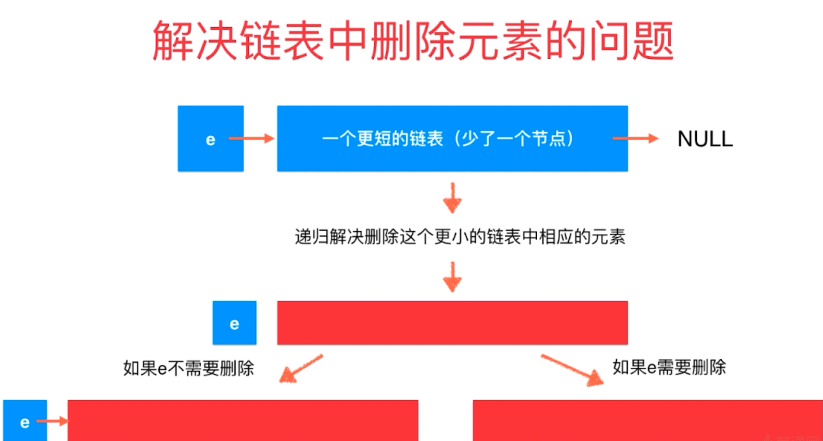 解决链表中删除元素的问题
e
一个更短的链表（少了一个节点）
NULL
递归解决删除这个更小的链表中相应的元素
e
如果e不需要删除
如果e需要删除
e